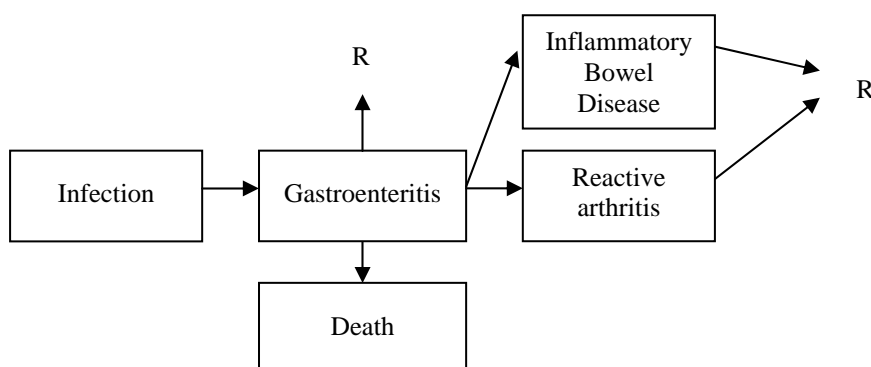 R
Inflammatory
Bowel
Disease
R
Infection
Gastroenteritis
Reactive
arthritis
Death